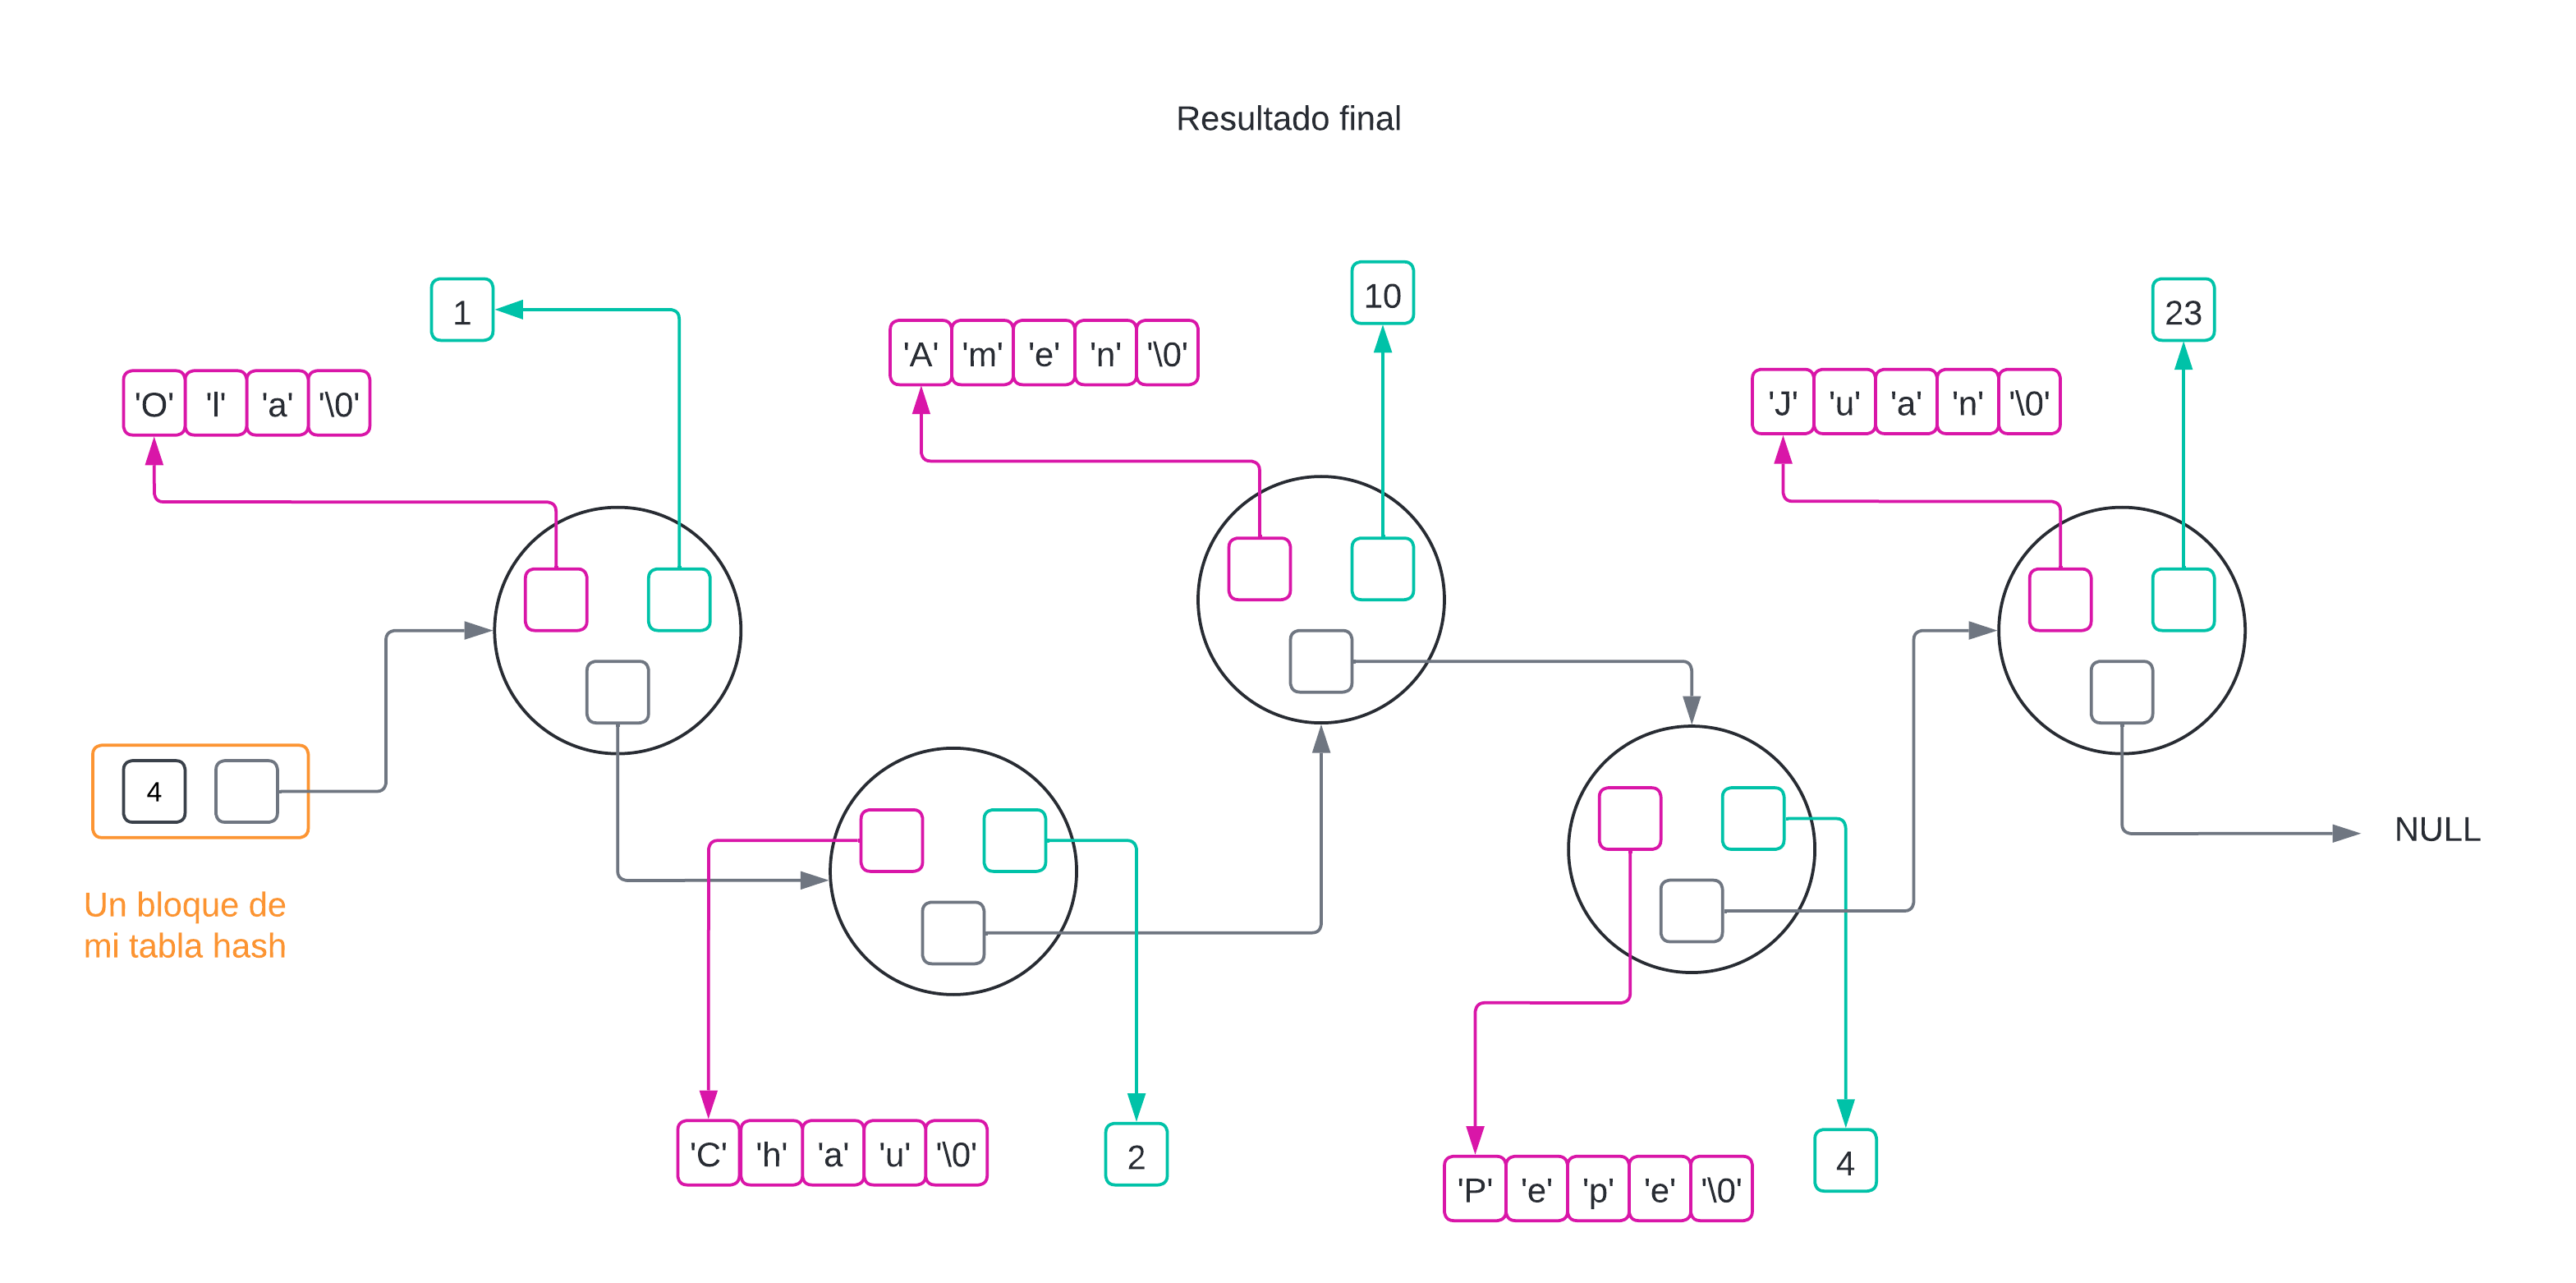 Resultado final
1
10
23
'A' 'm' 'e' 'n' '\0'
'O' 'l' 'a' '\0'
'J' 'u' 'a' 'n' '\0'
4
NULL
Un bloque de
mi tabla hash
'C' 'h' 'a' 'u' '\0'
2
4
'P' 'e' 'p' 'e' '\0'